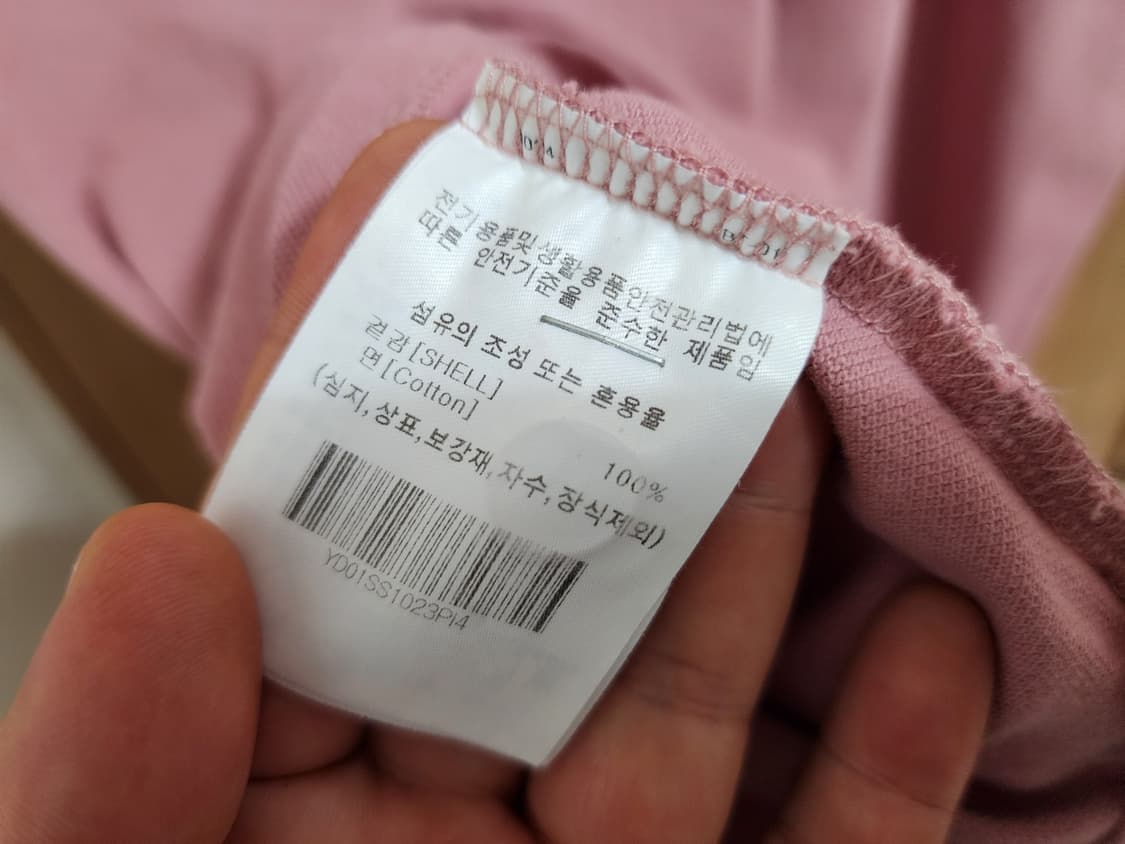 전기용품및생활용품안전관리법에
따른 안전기준을 준수한 제품임
섬유의 조성 또는 혼용율
겉감[SHELL]
면[Cotton] 100%
(심지,상표,보강재,자수,장식제외)
YD01SS1023Pi4